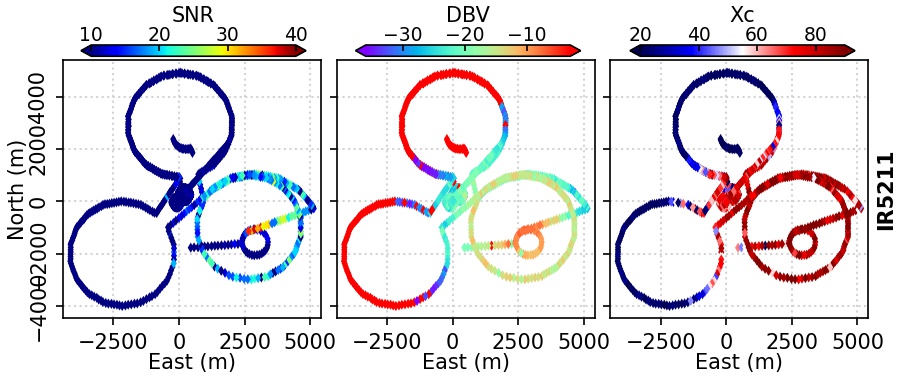 SNR DBV Xc
10 20 30 40 −30 −20 −10 20 40 60 80
North (m)
4000
2000
0
−2000
−4000
IR5211
−2500 0 2500 5000 −2500 0 2500 5000 −2500 0 2500 5000
East (m) East (m) East (m)